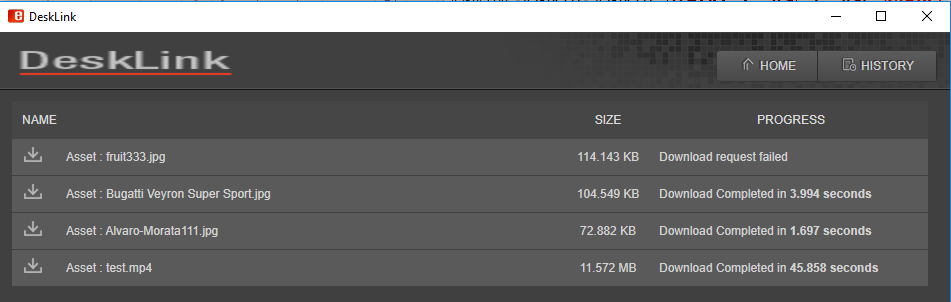 DeskLink
DeskLink
HOME HISTORY
NAME SIZE PROGRESS
Asset : fruit333.jpg 114.143 KB Download request failed
Asset : Bugatti Veyron Super Sport.jpg 104.549 KB Download Completed in 3.994 seconds
Asset : Alvaro-Morata111.jpg 72.882 KB Download Completed in 1.697 seconds
Asset : test.mp4 11.572 MB Download Completed in 45.858 seconds